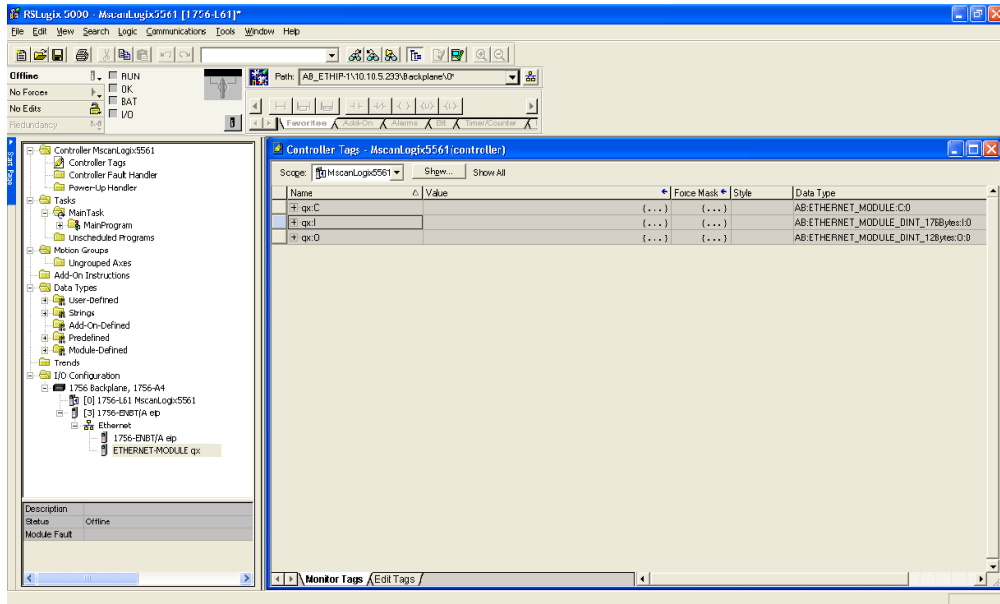 RSLogix 5000 - MscanLogix5561 [1756-L61]*
File Edit View Search Logic Communications Tools Window Help
Offline RUN
No Forces OK
No Edits BAT
I/O
Redundancy
Path: AB_ETHIP-1\10.10.5.233\Backplane\0*
Favorites Add-On Alarms Bit Timer/Counter
Start Page
Controller MscanLogix5561
Controller Tags
Controller Fault Handler
Power-Up Handler
Tasks
MainTask
MainProgram
Unscheduled Programs
Motion Groups
Ungrouped Axes
Add-On Instructions
Data Types
User-Defined
Strings
Add-On-Defined
Predefined
Module-Defined
Trends
I/O Configuration
1756 Backplane, 1756-A4
[0] 1756-L61 MscanLogix5561
[3] 1756-ENBT/A eip
Ethernet
1756-ENBT/A eip
ETHERNET-MODULE qx
Description
Status Offline
Module Fault
Controller Tags - MscanLogix5561(controller)
Scope: MscanLogix5561 Show... Show All
Name Value Force Mask Style Data Type
qx:C {...} {...} AB:ETHERNET_MODULE:C:0
qx:I {...} {...} AB:ETHERNET_MODULE_DINT_176Bytes:I:0
qx:O {...} {...} AB:ETHERNET_MODULE_DINT_128ytes:O:0
Monitor Tags Edit Tags